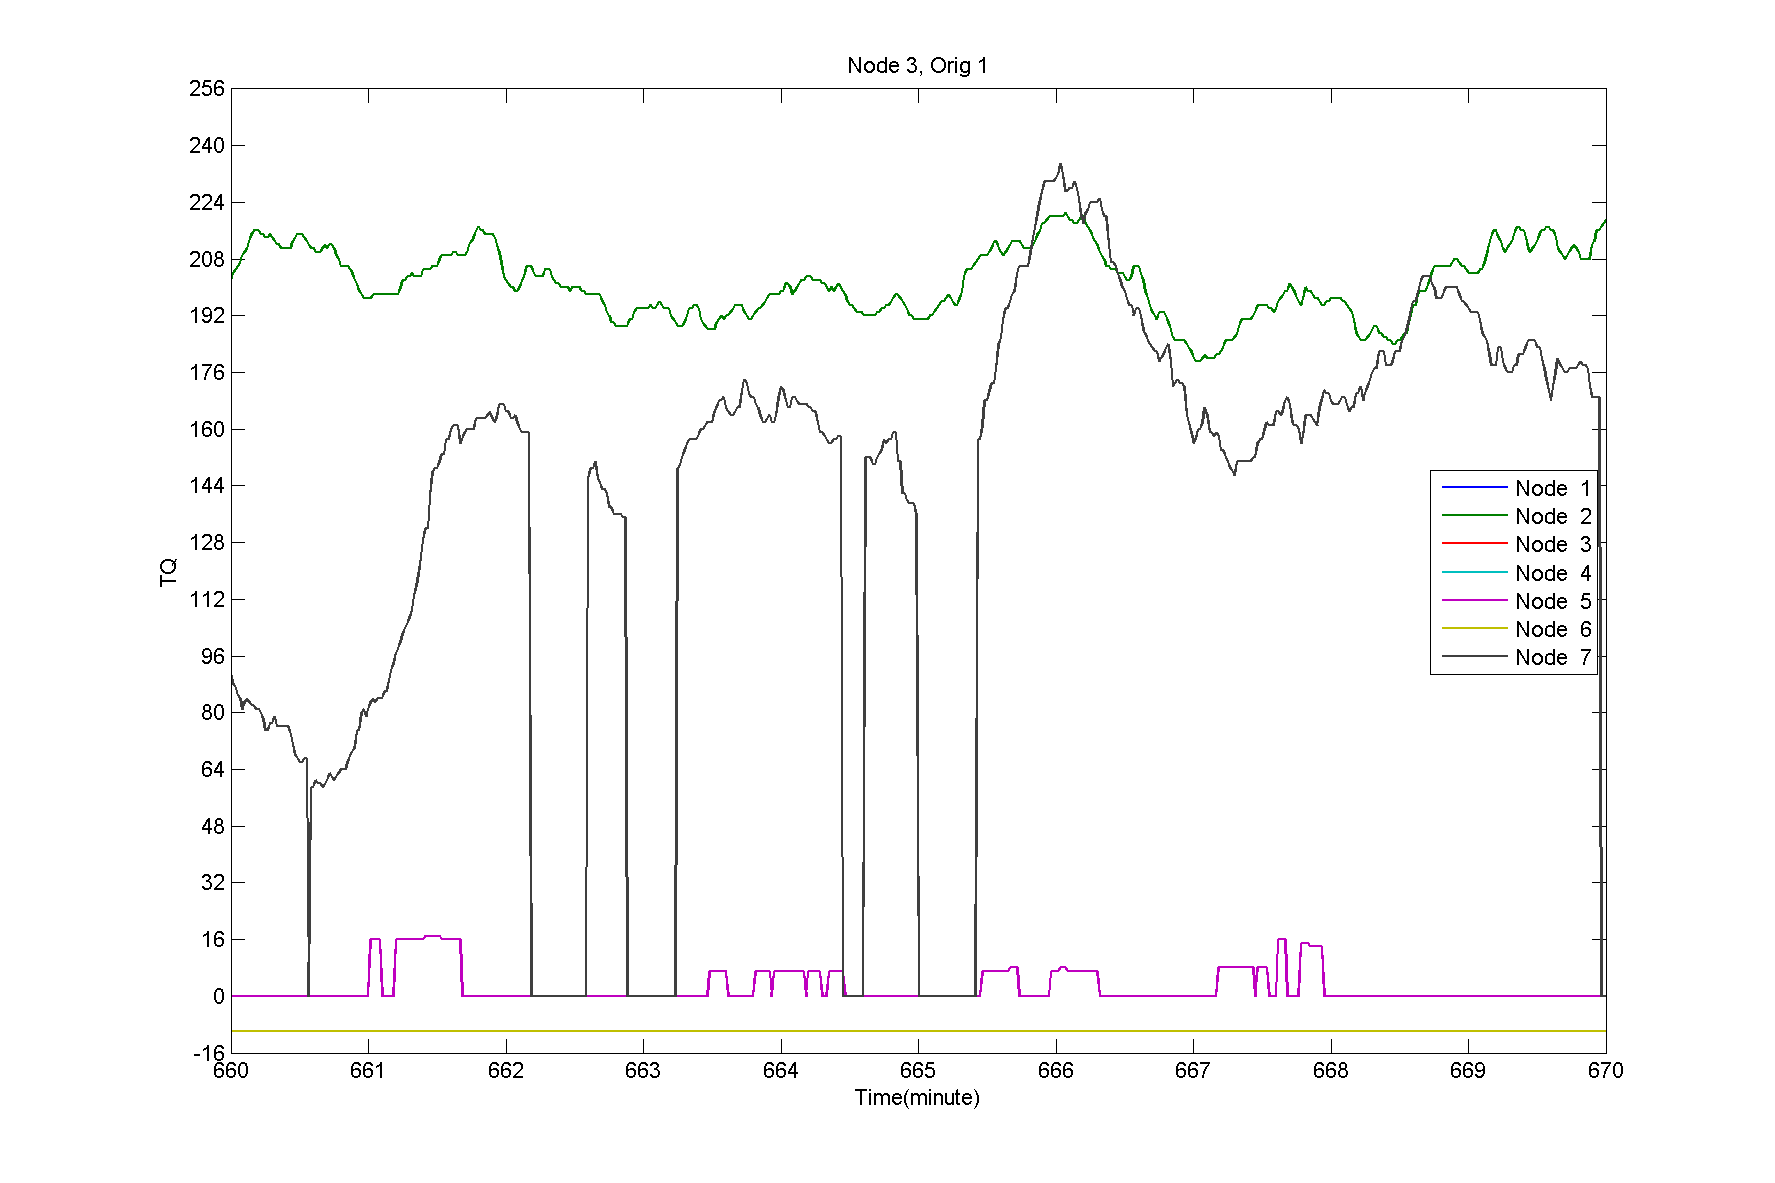 Node 3, Orig 1
256
240
224
208
192
176
160
144
128
112
96
80
64
48
32
16
0
-16
TQ
Node 1
Node 2
Node 3
Node 4
Node 5
Node 6
Node 7
660 661 662 663 664 665 666 667 668 669 670
Time(minute)